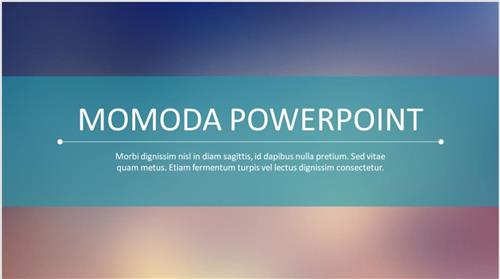 MOMODA POWERPOINT
Morbi dignissim nisl in diam sagittis, id dapibus nulla pretium. Sed vitae
quam metus. Etiam fermentum turpis vel lectus dignissim consectetur.